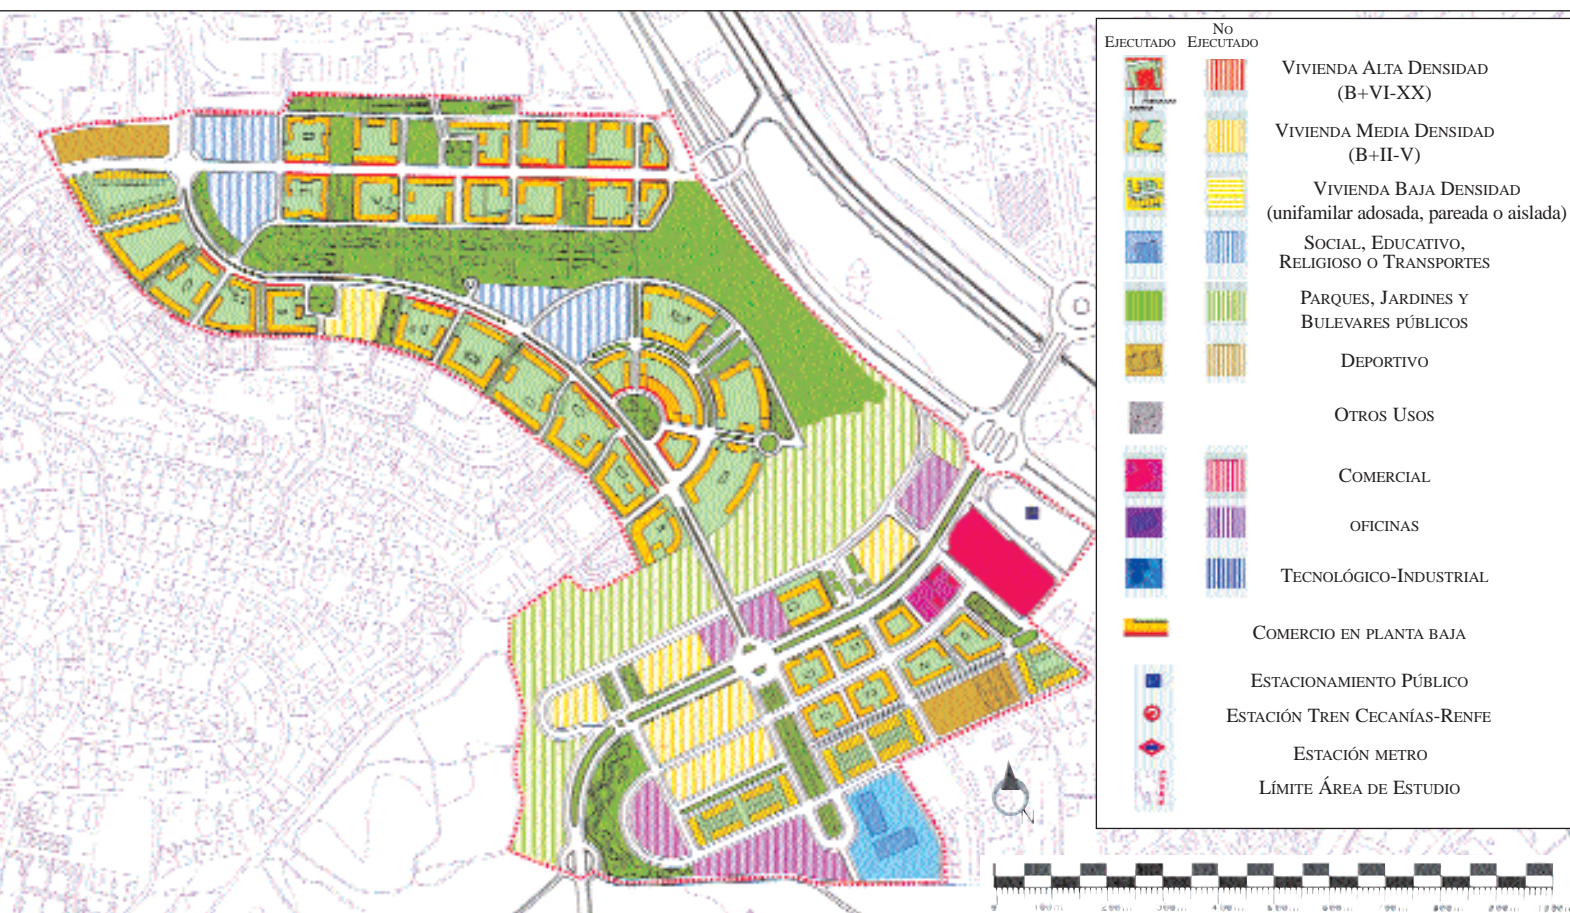 Ejecutado
No
Ejecutado
Vivienda Alta Densidad
(B+VI-XX)
Vivienda Media Densidad
(B+II-V)
Vivienda Baja Densidad
(unifamilar adosada, pareada o aislada)
Social, Educativo,
Religioso o Transportes
Parques, Jardines y
Bulevares públicos
Deportivo
Otros Usos
Comercial
oficinas
Tecnológico-Industrial
Comercio en planta baja
Estacionamiento Público
Estación Tren Cecanías-Renfe
Estación metro
Límite Área de Estudio
N